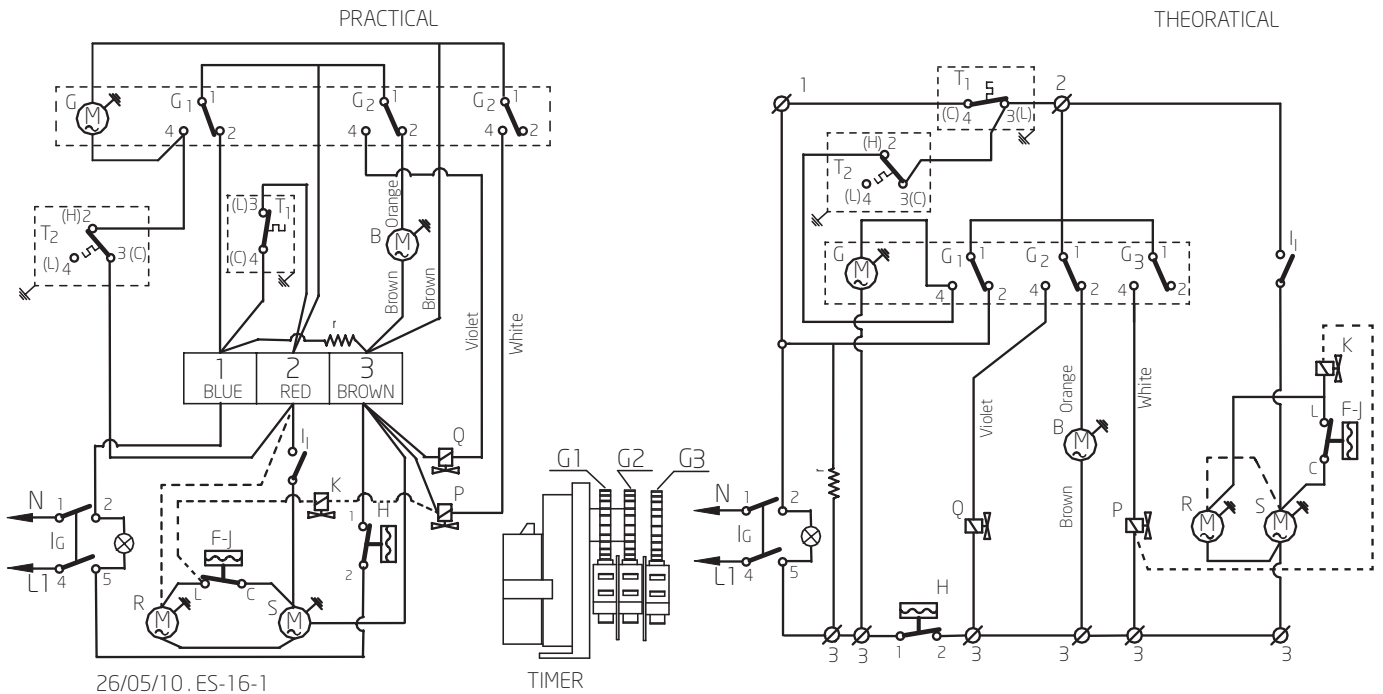 PRACTICAL
G M G1 1 4 2 G2 1 4 2 G2 1 4 2
(H)2 T2 (L)4 3(C)
(L)3 T1 (C)4
Orange
B M
Brown
Brown
Violet
White
r
1 2 3
BLUE RED BROWN
I1
Q
P
K
H
1
2
N 1 2
IG
L1 4 5
F-J
L C
R M
S M
26/05/10 . ES-16-1
G1 G2 G3
TIMER
THEORATICAL
1
T1
(C)4 3(L)
2
(H)2
T2
(L)4 3(C)
G M G1 1 4 2 G2 1 4 2 G3 1 4 2
I1
K
L F-J
C
Violet
Orange
White
B M
Brown
r
Q
P
R M
S M
N 1 2
IG
L1 4 5
H
1 2
3 3 3 3 3 3